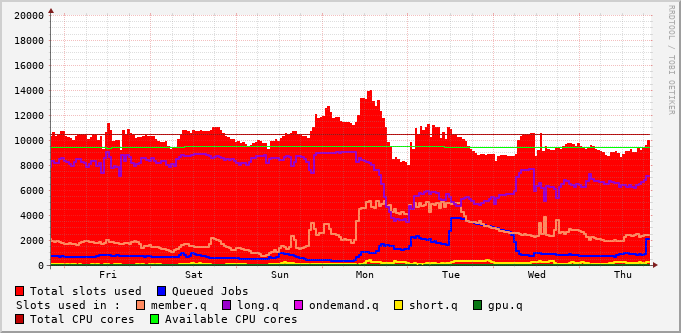 20000
18000
16000
14000
12000
10000
8000
6000
4000
2000
0
Fri Sat Sun Mon Tue Wed Thu
RRDTOOL / TOBI OETIKER
Total slots used Queued Jobs
Slots used in : member.q long.q ondemand.q short.q gpu.q
Total CPU cores Available CPU cores